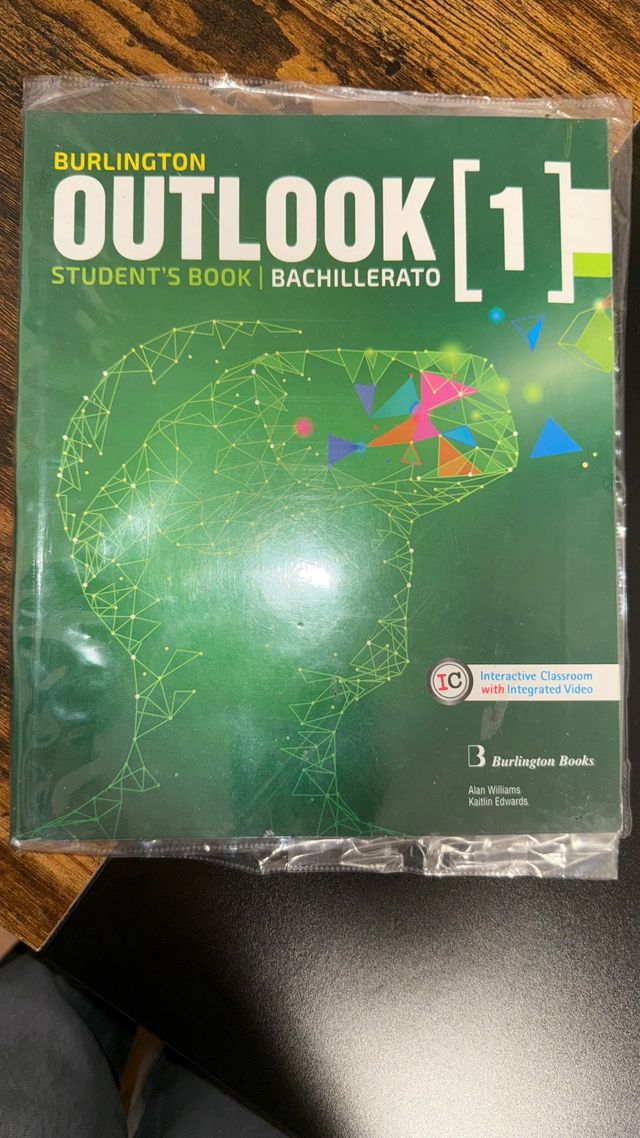 BURLINGTON
OUTLOOK [1]
STUDENT'S BOOK | BACHILLERATO
IC
Interactive Classroom
with Integrated Video
B Burlington Books
Alan Williams
Kaitlin Edwards